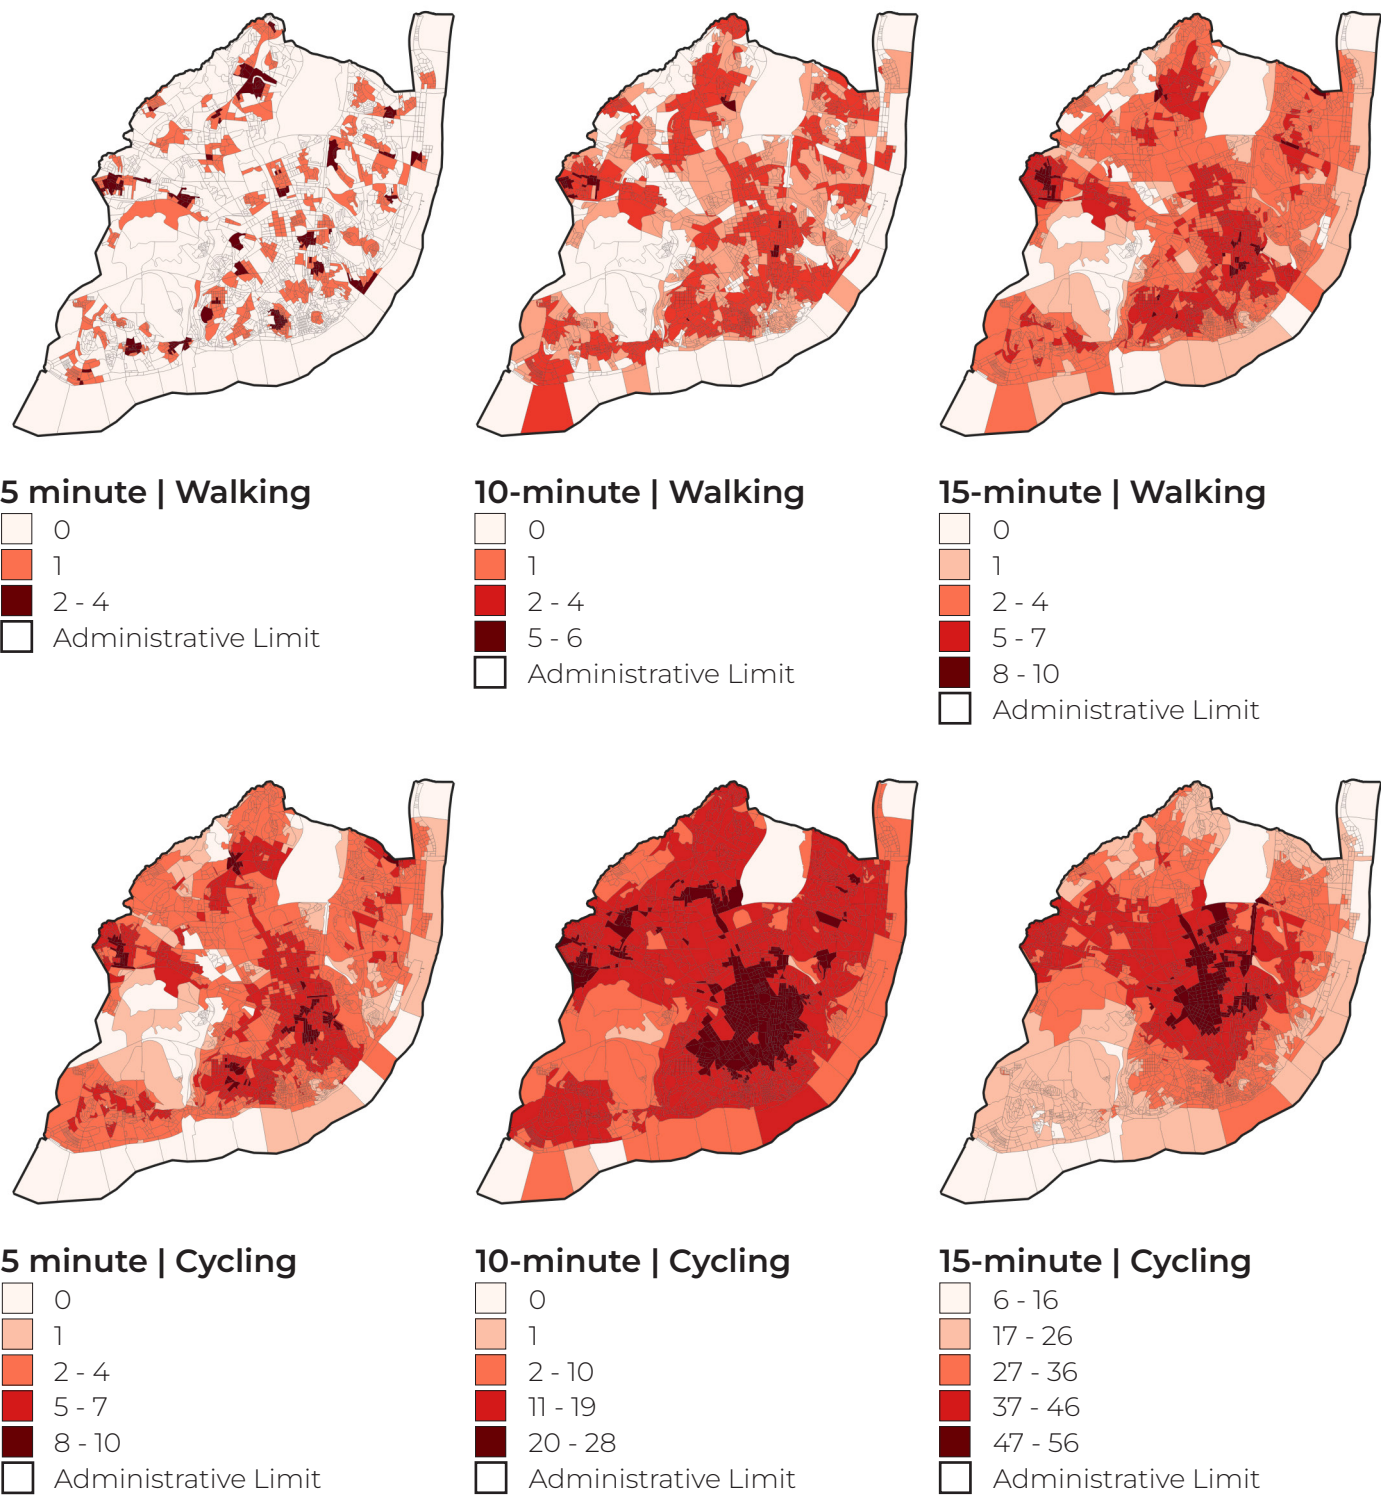 5 minute | Walking
0
1
2 - 4
Administrative Limit
10-minute | Walking
0
1
2 - 4
5 - 6
Administrative Limit
15-minute | Walking
0
1
2 - 4
5 - 7
8 - 10
Administrative Limit
5 minute | Cycling
0
1
2 - 4
5 - 7
8 - 10
Administrative Limit
10-minute | Cycling
0
1
2 - 10
11 - 19
20 - 28
Administrative Limit
15-minute | Cycling
6 - 16
17 - 26
27 - 36
37 - 46
47 - 56
Administrative Limit